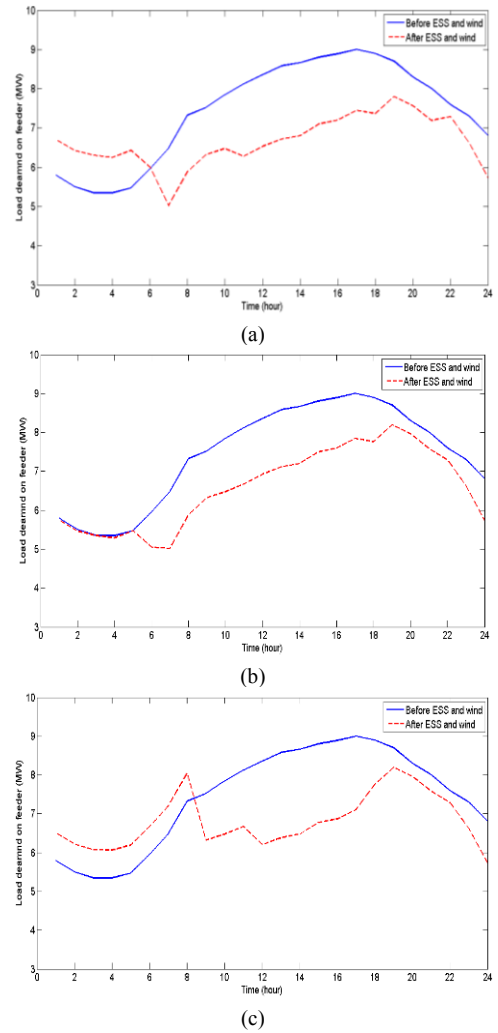 10
9
8
7
6
5
4
3
Load deamnd on feeder (MW)
Before ESS and wind
After ESS and wind
0 2 4 6 8 10 12 14 16 18 20 22 24
Time (hour)
(a)
10
9
8
7
6
5
4
3
Load deamnd on feeder (MW)
Before ESS and wind
After ESS and wind
0 2 4 6 8 10 12 14 16 18 20 22 24
Time (hour)
(b)
10
9
8
7
6
5
4
3
Load deamnd on feeder (MW)
Before ESS and wind
After ESS and wind
0 2 4 6 8 10 12 14 16 18 20 22 24
Time (hour)
(c)